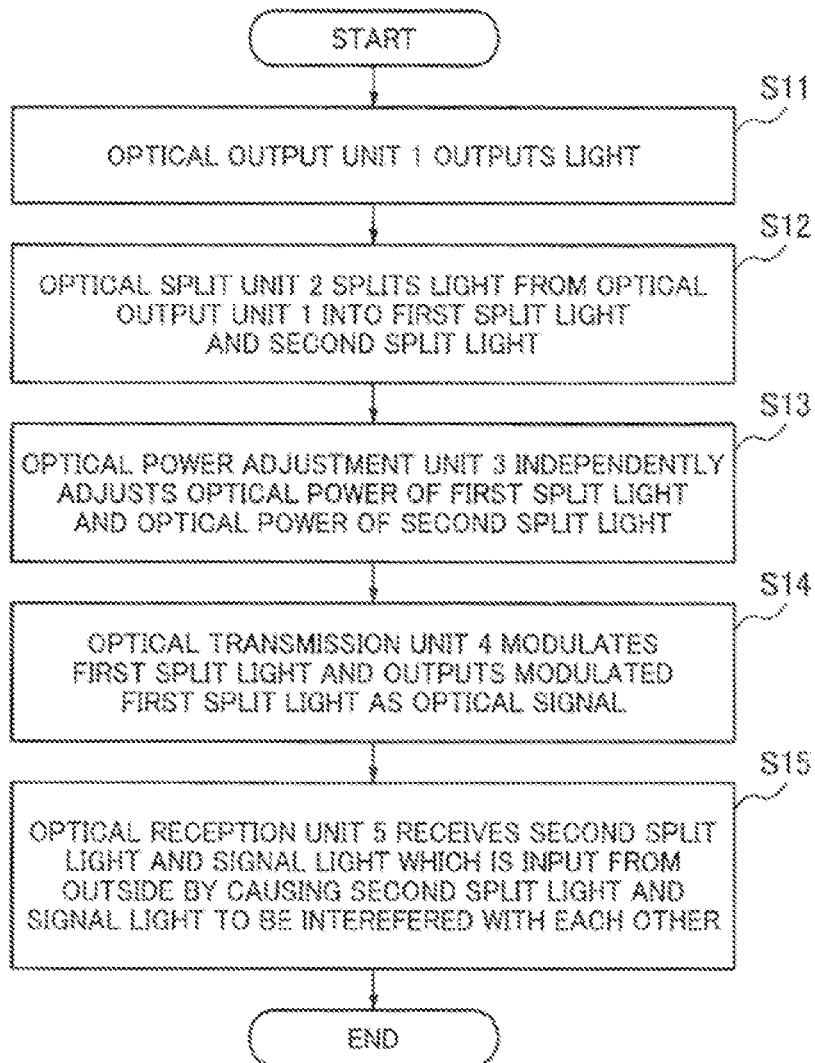 START
S11
OPTICAL OUTPUT UNIT 1 OUTPUTS LIGHT
S12
OPTICAL SPLIT UNIT 2 SPLITS LIGHT FROM OPTICAL
OUTPUT UNIT 1 INTO FIRST SPLIT LIGHT
AND SECOND SPLIT LIGHT
S13
OPTICAL POWER ADJUSTMENT UNIT 3 INDEPENDENTLY
ADJUSTS OPTICAL POWER OF FIRST SPLIT LIGHT
AND OPTICAL POWER OF SECOND SPLIT LIGHT
S14
OPTICAL TRANSMISSION UNIT 4 MODULATES
FIRST SPLIT LIGHT AND OUTPUTS MODULATED
FIRST SPLIT LIGHT AS OPTICAL SIGNAL
S15
OPTICAL RECEPTION UNIT 5 RECEIVES SECOND SPLIT
LIGHT AND SIGNAL LIGHT WHICH IS INPUT FROM
OUTSIDE BY CAUSING SECOND SPLIT LIGHT AND
SIGNAL LIGHT TO BE INTEREFERED WITH EACH OTHER
END